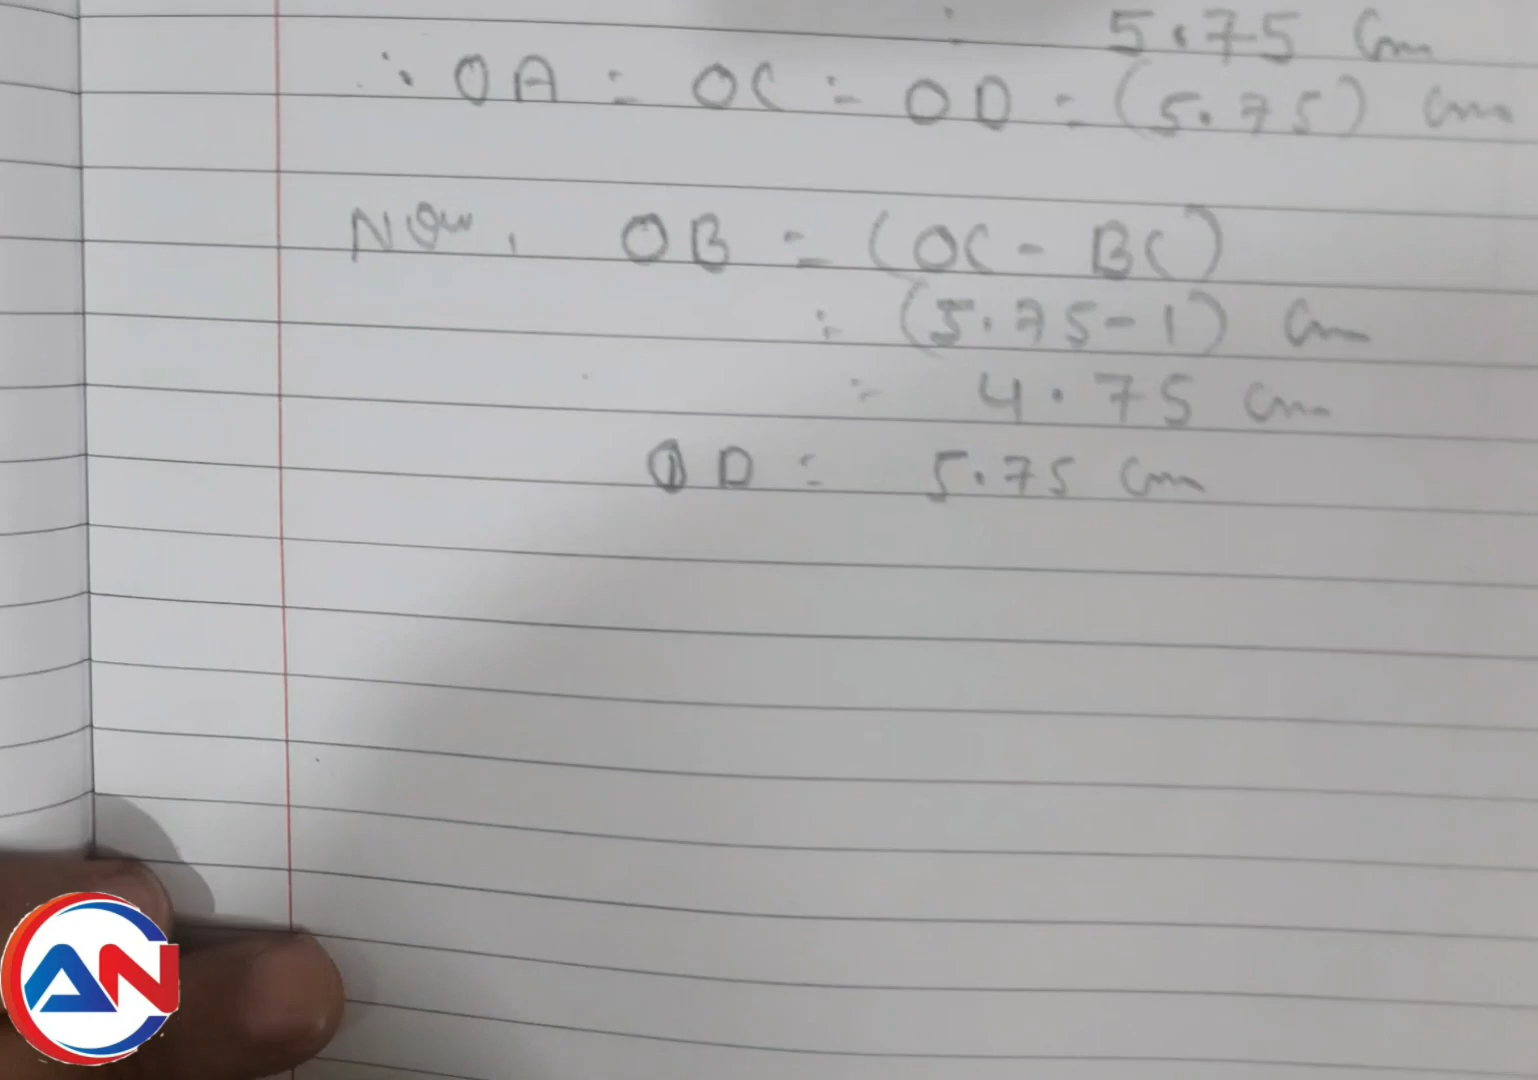 = 5.75 cm
∴ OA = OC = OD = (5.75) cm
Now, OB = (OC - BC)
= (5.75-1) cm
= 4.75 cm
OD = 5.75 cm
AN